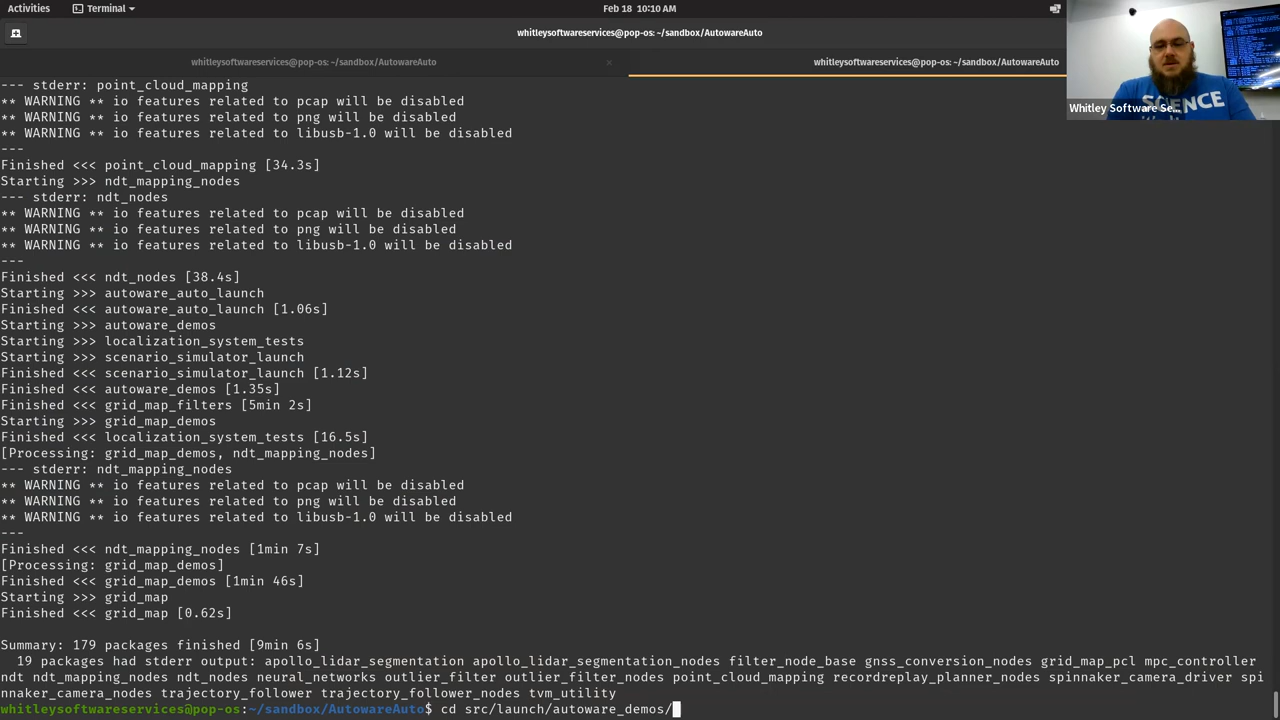 Activities
Terminal
Feb 18 10:10 AM
whitleysoftwareservices@pop-os: ~/sandbox/AutowareAuto
whitleysoftwareservices@pop-os: ~/sandbox/AutowareAuto
whitleysoftwareservices@pop-os: ~/sandbox/AutowareAuto
SCIENCE
Whitley Software Se...
--- stderr: point_cloud_mapping
** WARNING ** io features related to pcap will be disabled
** WARNING ** io features related to png will be disabled
** WARNING ** io features related to libusb-1.0 will be disabled
---
Finished <<< point_cloud_mapping [34.3s]
Starting >>> ndt_mapping_nodes
--- stderr: ndt_nodes
** WARNING ** io features related to pcap will be disabled
** WARNING ** io features related to png will be disabled
** WARNING ** io features related to libusb-1.0 will be disabled
---
Finished <<< ndt_nodes [38.4s]
Starting >>> autoware_auto_launch
Finished <<< autoware_auto_launch [1.06s]
Starting >>> autoware_demos
Starting >>> localization_system_tests
Starting >>> scenario_simulator_launch
Finished <<< scenario_simulator_launch [1.12s]
Finished <<< autoware_demos [1.35s]
Finished <<< grid_map_filters [5min 2s]
Starting >>> grid_map_demos
Finished <<< localization_system_tests [16.5s]
[Processing: grid_map_demos, ndt_mapping_nodes]
--- stderr: ndt_mapping_nodes
** WARNING ** io features related to pcap will be disabled
** WARNING ** io features related to png will be disabled
** WARNING ** io features related to libusb-1.0 will be disabled
---
Finished <<< ndt_mapping_nodes [1min 7s]
[Processing: grid_map_demos]
Finished <<< grid_map_demos [1min 46s]
Starting >>> grid_map
Finished <<< grid_map [0.62s]
Summary: 179 packages finished [9min 6s]
19 packages had stderr output: apollo_lidar_segmentation apollo_lidar_segmentation_nodes filter_node_base gnss_conversion_nodes grid_map_pcl mpc_controller
ndt ndt_mapping_nodes ndt_nodes neural_networks outlier_filter outlier_filter_nodes point_cloud_mapping recordreplay_planner_nodes spinnaker_camera_driver spi
nnaker_camera_nodes trajectory_follower trajectory_follower_nodes tvm_utility
whitleysoftwareservices@pop-os:~/sandbox/AutowareAuto$ cd src/launch/autoware_demos/